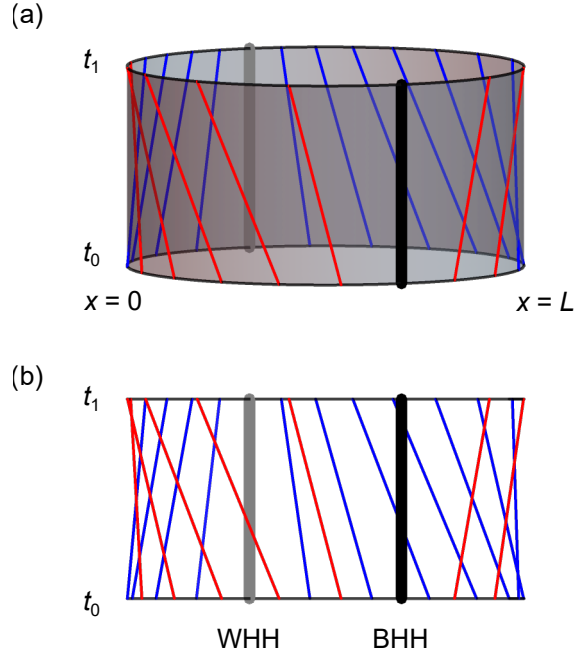 (a)
t₁
t₀
x = 0
x = L
(b)
t₁
t₀
WHH
BHH